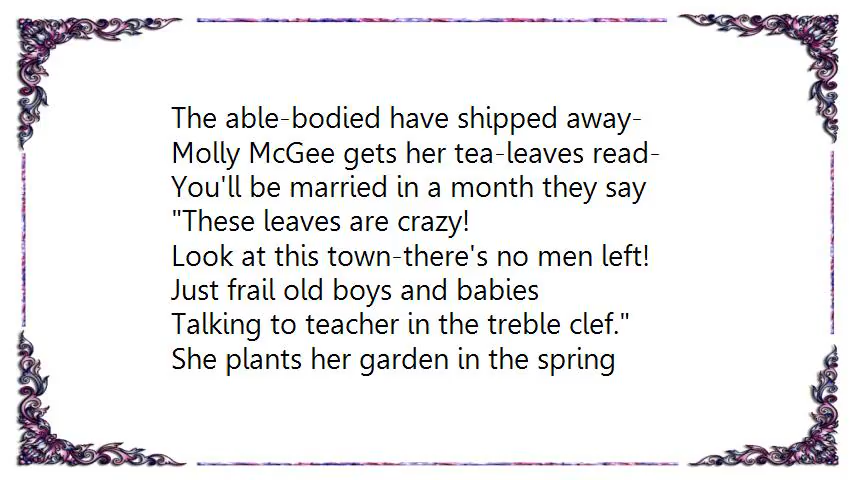 The able-bodied have shipped away-
Molly McGee gets her tea-leaves read-
You'll be married in a month they say
"These leaves are crazy!
Look at this town-there's no men left!
Just frail old boys and babies
Talking to teacher in the treble clef."
She plants her garden in the spring